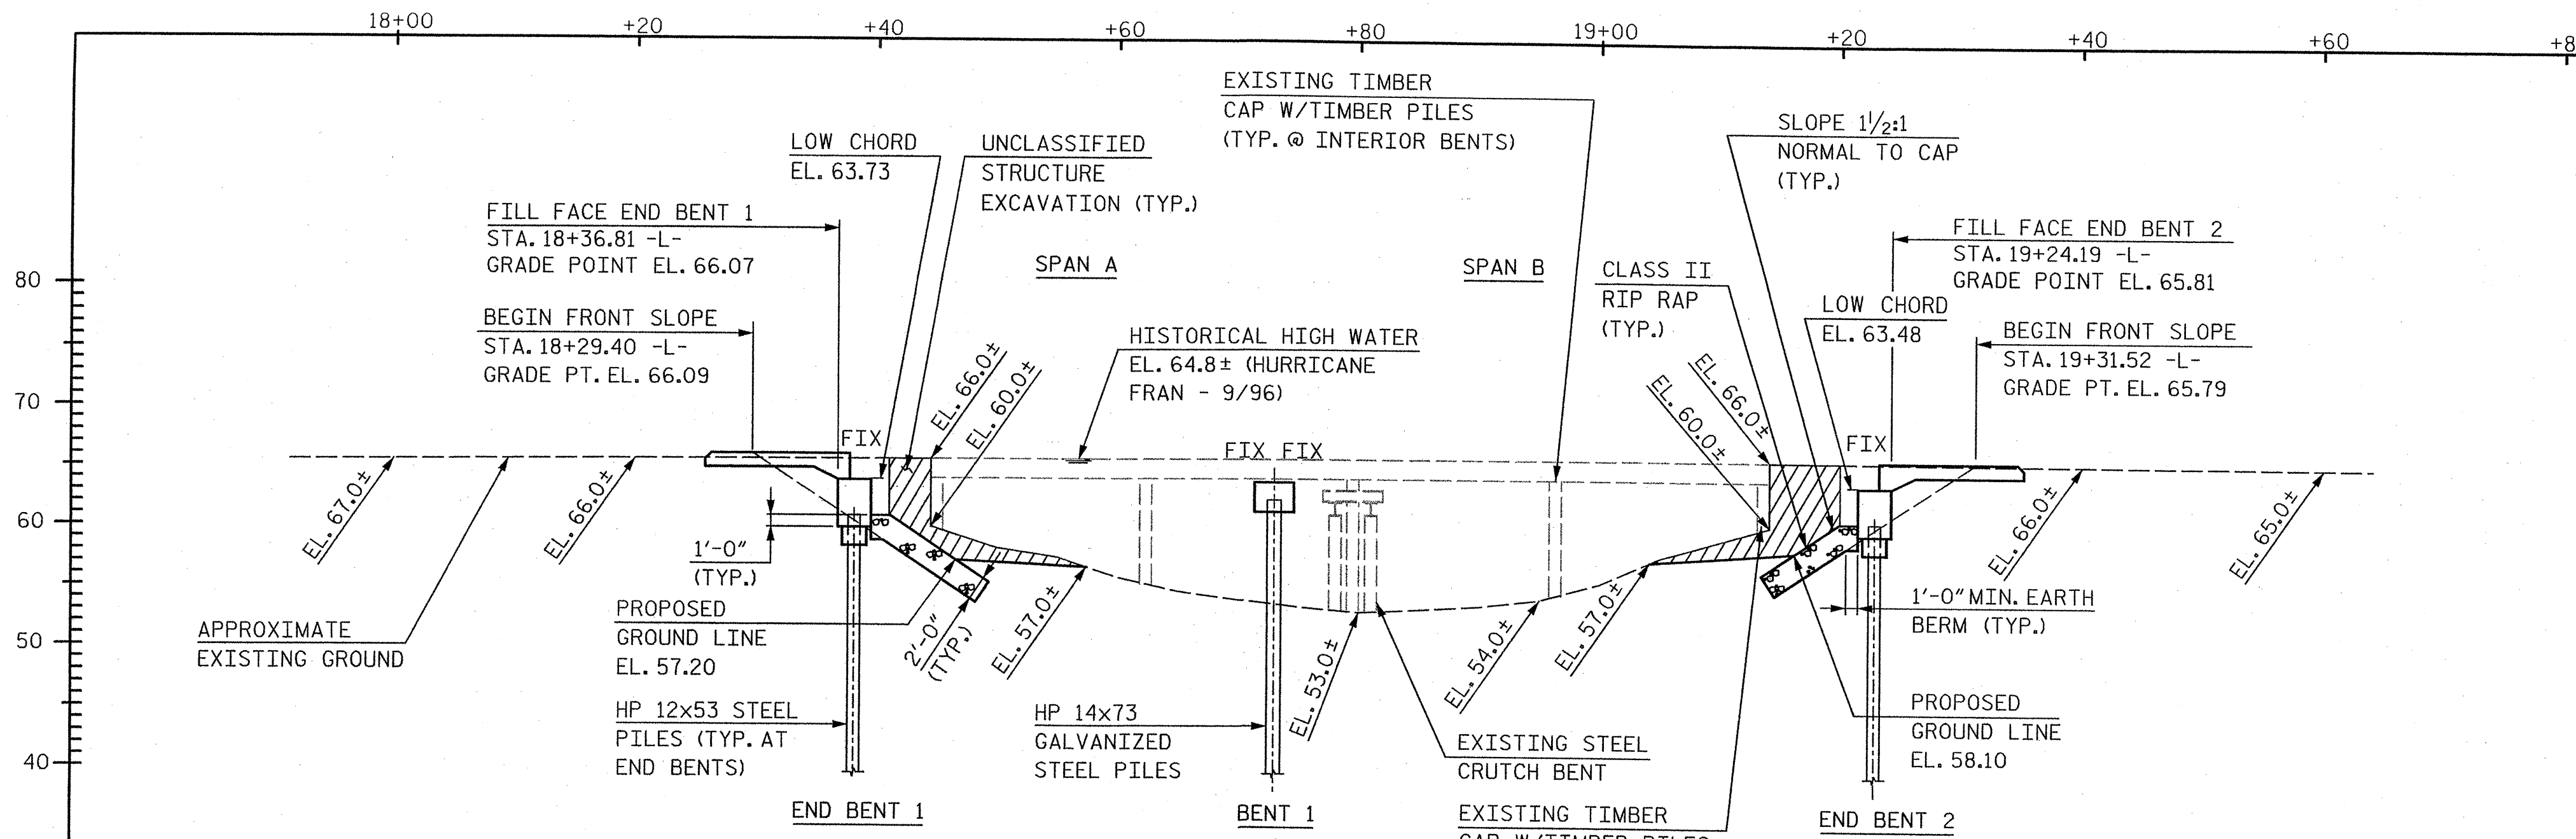 18+00 +20 +40 +60 +80 19+00 +20 +40 +60 +8
EXISTING TIMBER
CAP W/TIMBER PILES
(TYP. @ INTERIOR BENTS)
SLOPE 1½:1
NORMAL TO CAP
(TYP.)
LOW CHORD
EL. 63.73
UNCLASSIFIED
STRUCTURE
EXCAVATION (TYP.)
FILL FACE END BENT 1
STA. 18+36.81 -L-
GRADE POINT EL. 66.07
FILL FACE END BENT 2
STA. 19+24.19 -L-
GRADE POINT EL. 65.81
SPAN A
SPAN B
CLASS II
RIP RAP
(TYP.)
80
LOW CHORD
EL. 63.48
BEGIN FRONT SLOPE
STA. 18+29.40 -L-
GRADE PT. EL. 66.09
HISTORICAL HIGH WATER
EL. 64.8± (HURRICANE
FRAN - 9/96)
BEGIN FRONT SLOPE
STA. 19+31.52 -L-
GRADE PT. EL. 65.79
70
EL. 66.0±
EL. 60.0±
EL. 66.0±
EL. 60.0±
FIX
FIX FIX
FIX
60
EL. 67.0±
EL. 66.0±
EL. 66.0±
EL. 65.0±
1'-0"
(TYP.)
PROPOSED
GROUND LINE
EL. 57.20
2'-0"
(TYP.)
EL. 57.0±
EL. 53.0±
EL. 54.0±
EL. 57.0±
1'-0" MIN. EARTH
BERM (TYP.)
50
APPROXIMATE
EXISTING GROUND
HP 12x53 STEEL
PILES (TYP. AT
END BENTS)
HP 14x73
GALVANIZED
STEEL PILES
EXISTING STEEL
CRUTCH BENT
PROPOSED
GROUND LINE
EL. 58.10
40
END BENT 1
BENT 1
EXISTING TIMBER
CAP W/TIMBER PILES
END BENT 2